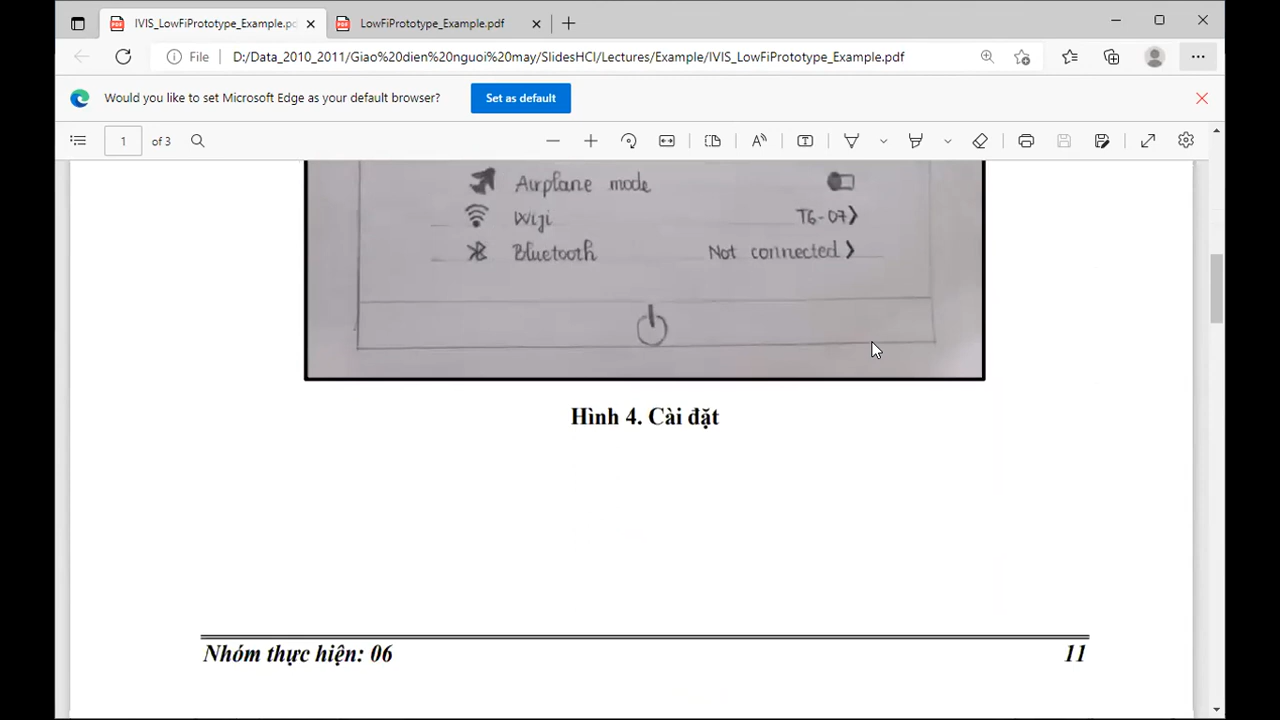 IVIS_LowFiPrototype_Example.pd
LowFiPrototype_Example.pdf
File
D:/Data_2010_2011/Giao%20dien%20nguoi%20may/SlidesHCI/Lectures/Example/IVIS_LowFiPrototype_Example.pdf
Would you like to set Microsoft Edge as your default browser?
Set as default
1 of 3
Airplane mode
Wifi T6-07
Bluetooth Not connected
Hình 4. Cài đặt
Nhóm thực hiện: 06 11